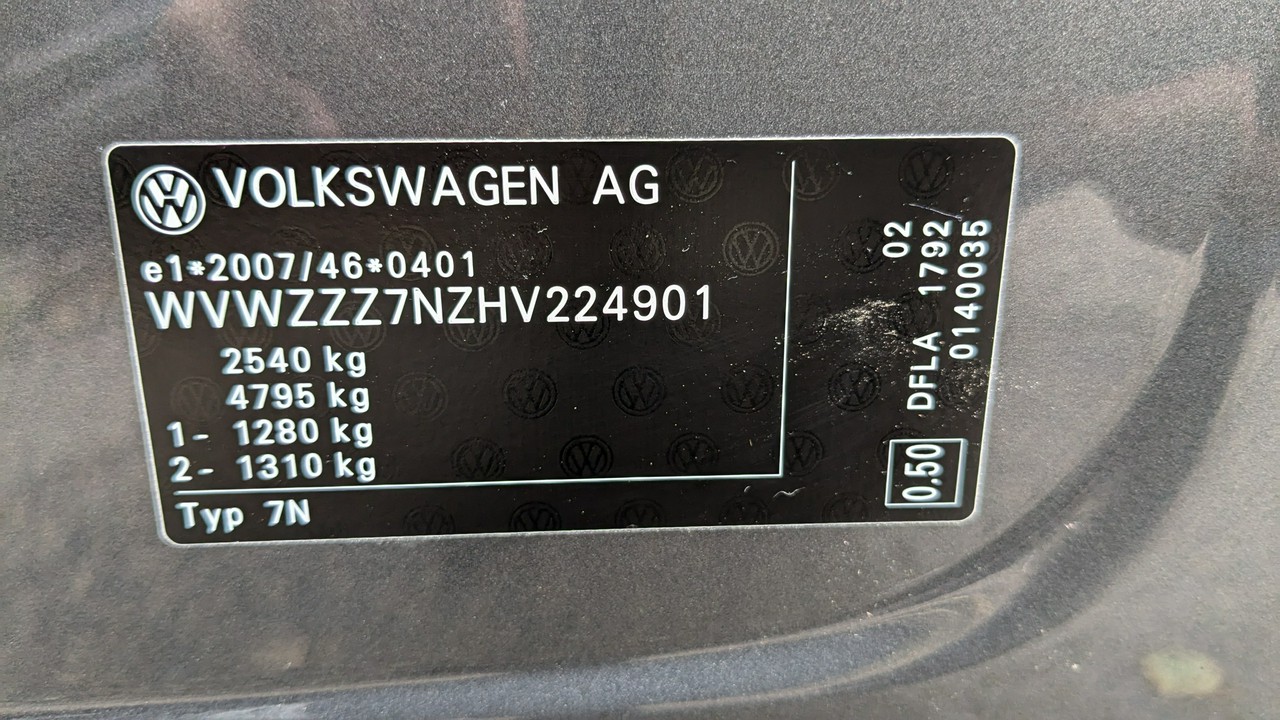 VOLKSWAGEN AG
e1*2007/46*0401
WVWZZZ7NZHV224901
2540 kg
4795 kg
1- 1280 kg
2- 1310 kg
Typ 7N
02
DFLA 1792
0140035
0.50